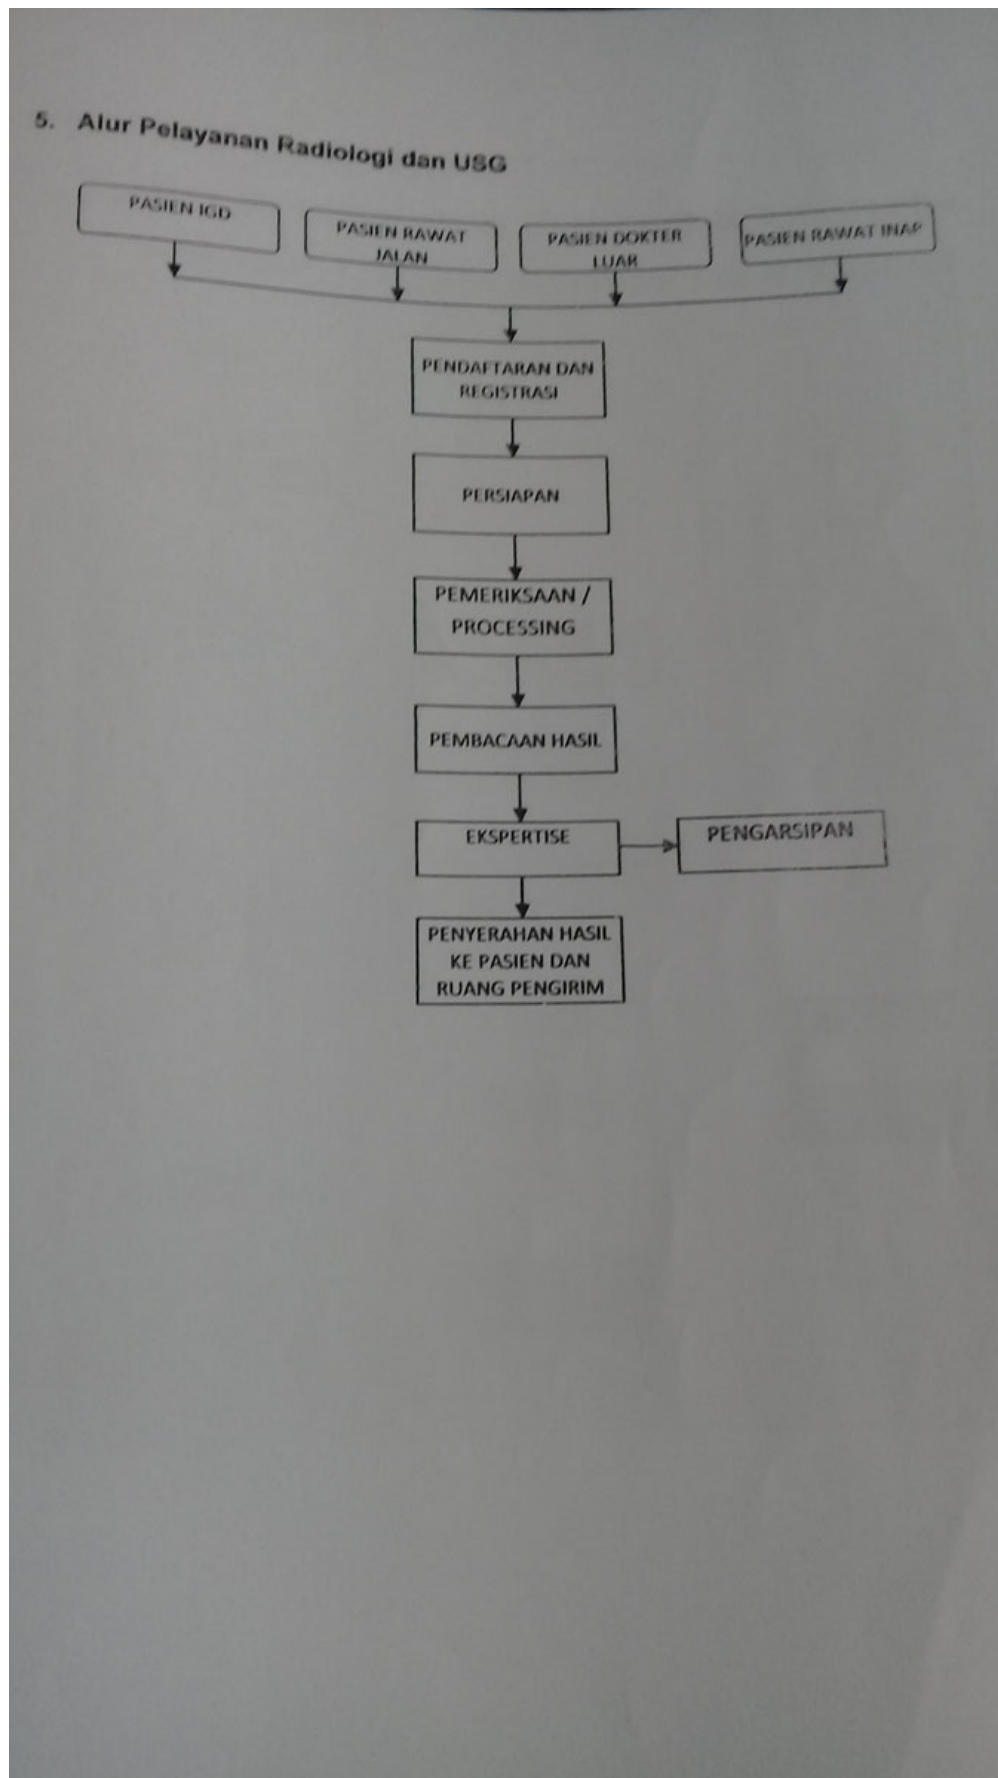 5. Alur Pelayanan Radiologi dan USG
PASIEN IGD
PASIEN RAWAT
JALAN
PASIEN DOKTER
LUAR
PASIEN RAWAT INAP
PENDAFTARAN DAN
REGISTRASI
PERSIAPAN
PEMERIKSAAN /
PROCESSING
PEMBACAAN HASIL
EKSPERTISE
PENGARSIPAN
PENYERAHAN HASIL
KE PASIEN DAN
RUANG PENGIRIM